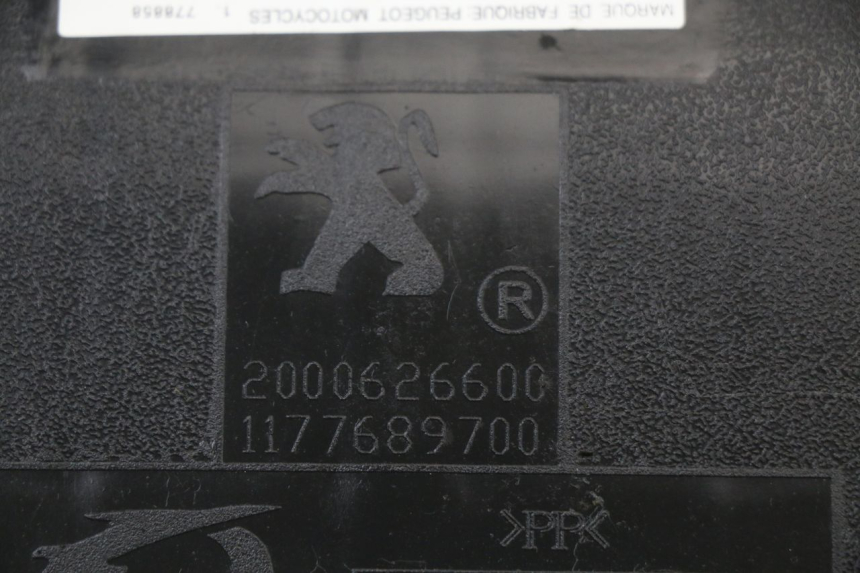 MARQUE DE FABRIQUE PEUGEOT MOTOCYCLES 1. 778858
®
2000626600
1177689700
>PP<